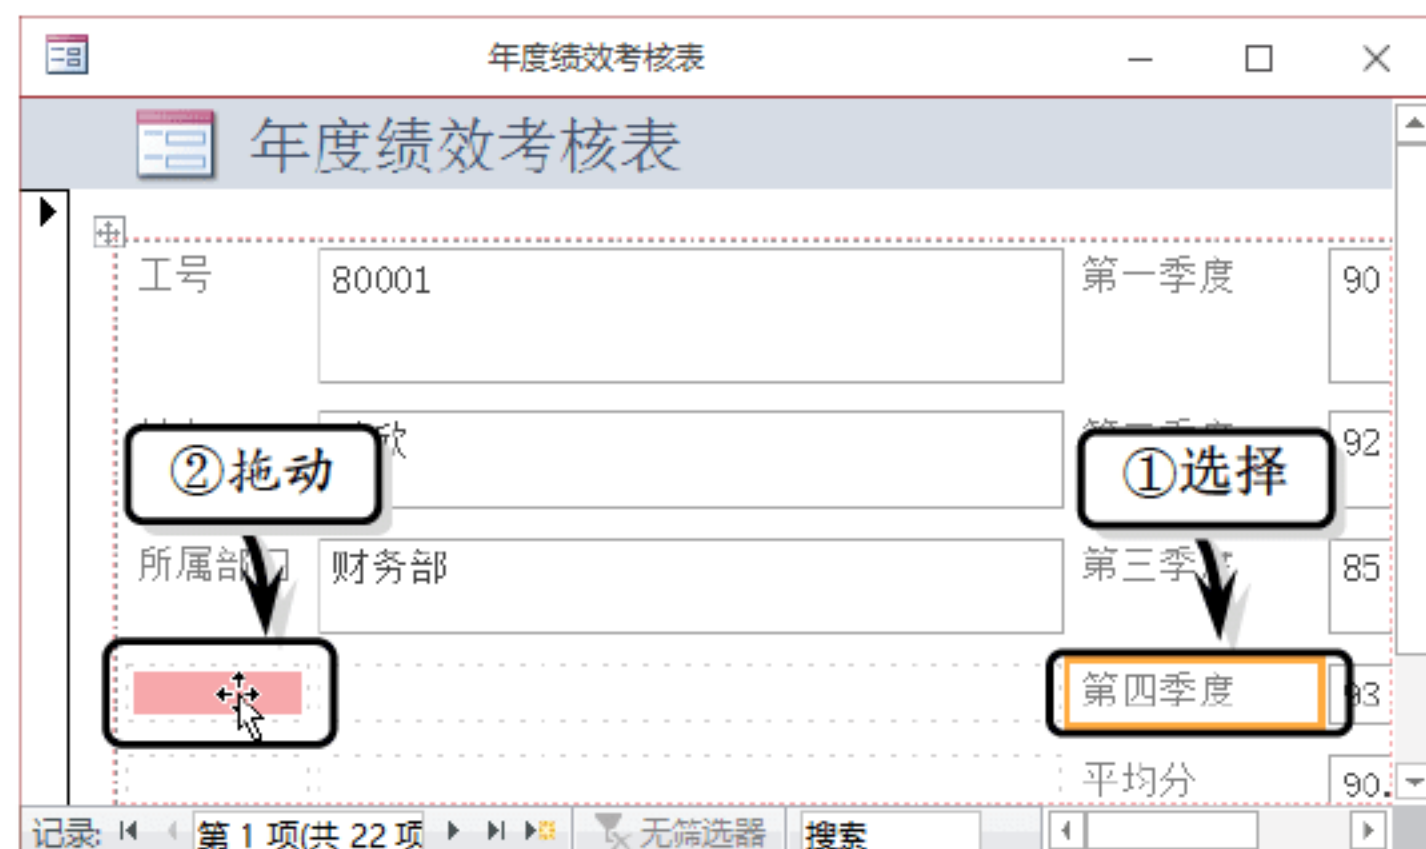 年度绩效考核表
年度绩效考核表
工号 80001 第一季度 90
欣 92
②拖动 ①选择
所属部门 财务部 第三季度 85
第四季度 93
平均分 90.
记录: 第 1 项(共 22 项 无筛选器 搜索